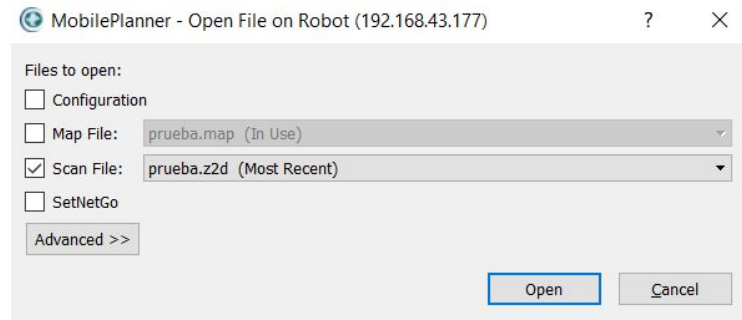 MobilePlanner - Open File on Robot (192.168.43.177) ?
Files to open:
Configuration
Map File: prueba.map (In Use)
Scan File: prueba.z2d (Most Recent)
SetNetGo
Advanced >>
Open Cancel